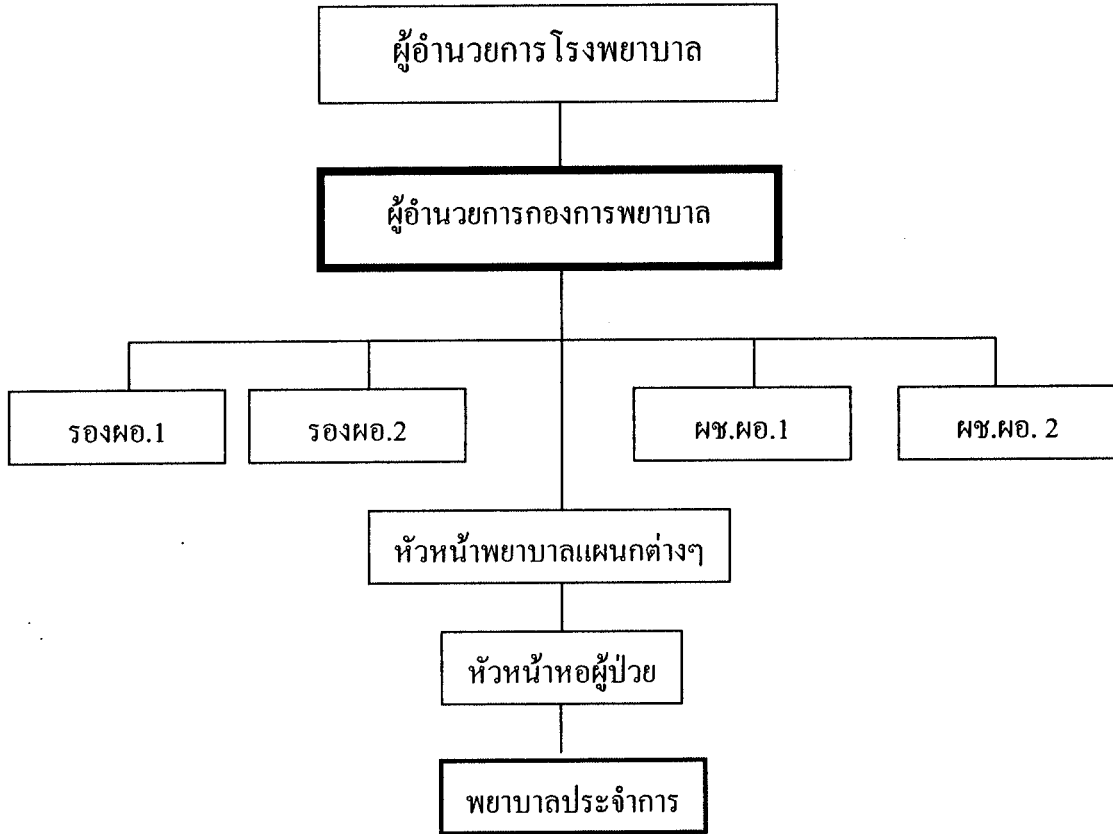 ผู้อำนวยการโรงพยาบาล
ผู้อำนวยการกองการพยาบาล
รองผอ.1
รองผอ.2
ผช.ผอ.1
ผช.ผอ. 2
หัวหน้าพยาบาลแผนกต่างๆ
หัวหน้าหอผู้ป่วย
พยาบาลประจำการ